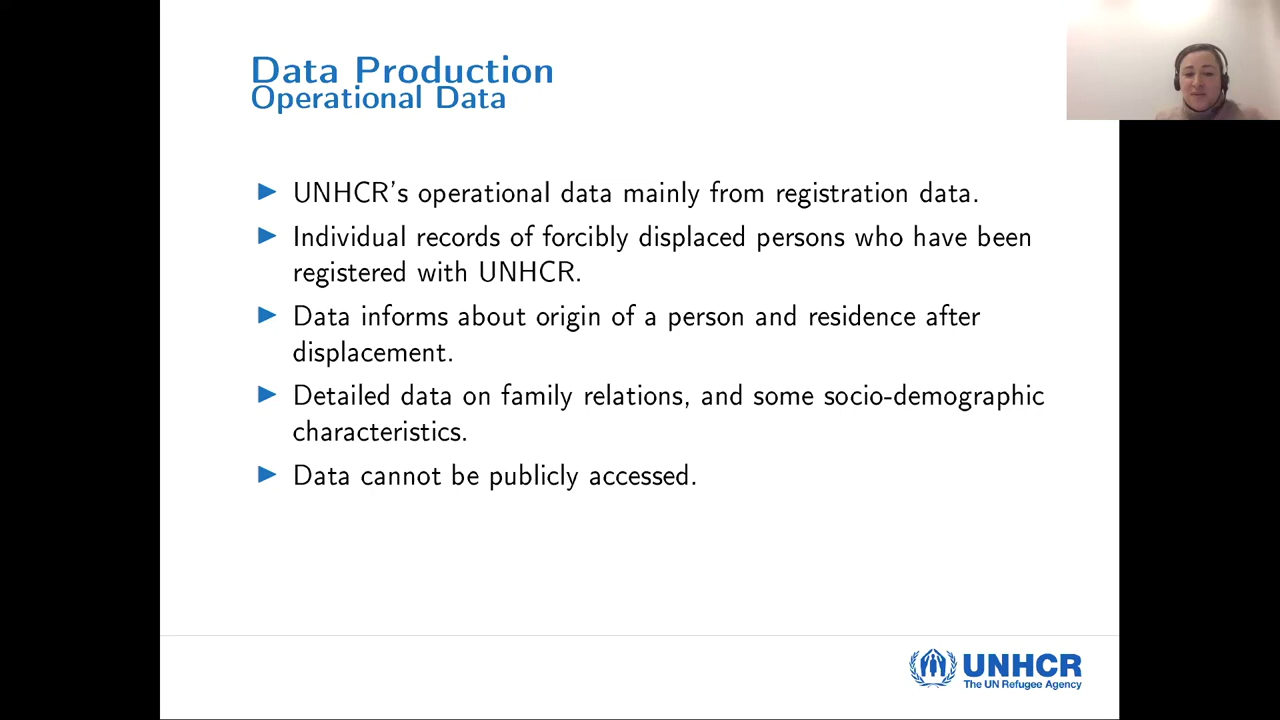 Data Production
Operational Data
UNHCR's operational data mainly from registration data.
Individual records of forcibly displaced persons who have been
registered with UNHCR.
Data informs about origin of a person and residence after
displacement.
Detailed data on family relations, and some socio-demographic
characteristics.
Data cannot be publicly accessed.
UNHCR
The UN Refugee Agency